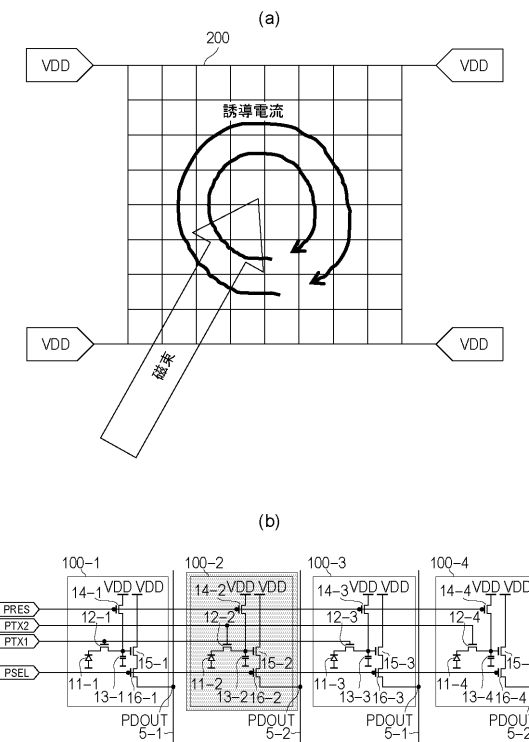 (a)
200
VDD
VDD
誘導電流
VDD
VDD
磁束
(b)
100-1
100-2
100-3
100-4
14-1
VDD VDD
14-2
VDD VDD
14-3
VDD VDD
14-4
VDD VDD
PRES
12-1
12-2
12-3
12-4
PTX2
PTX1
PSEL
11-1
13-1
16-1
15-1
11-2
13-2
16-2
15-2
11-3
13-3
16-3
15-3
11-4
13-4
16-4
PDOUT
5-1
PDOUT
5-2
PDOUT
5-1